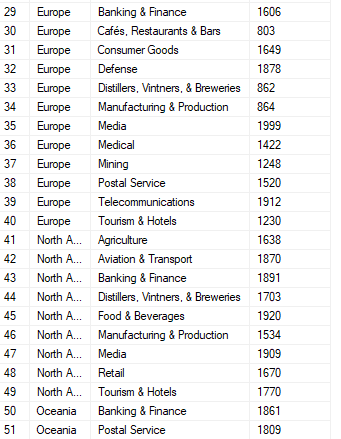 29 Europe Banking & Finance 1606
30 Europe Cafés, Restaurants & Bars 803
31 Europe Consumer Goods 1649
32 Europe Defense 1878
33 Europe Distillers, Vintners, & Breweries 862
34 Europe Manufacturing & Production 864
35 Europe Media 1999
36 Europe Medical 1422
37 Europe Mining 1248
38 Europe Postal Service 1520
39 Europe Telecommunications 1912
40 Europe Tourism & Hotels 1230
41 North A... Agriculture 1638
42 North A... Aviation & Transport 1870
43 North A... Banking & Finance 1891
44 North A... Distillers, Vintners, & Breweries 1703
45 North A... Food & Beverages 1920
46 North A... Manufacturing & Production 1534
47 North A... Media 1909
48 North A... Retail 1670
49 North A... Tourism & Hotels 1770
50 Oceania Banking & Finance 1861
51 Oceania Postal Service 1809